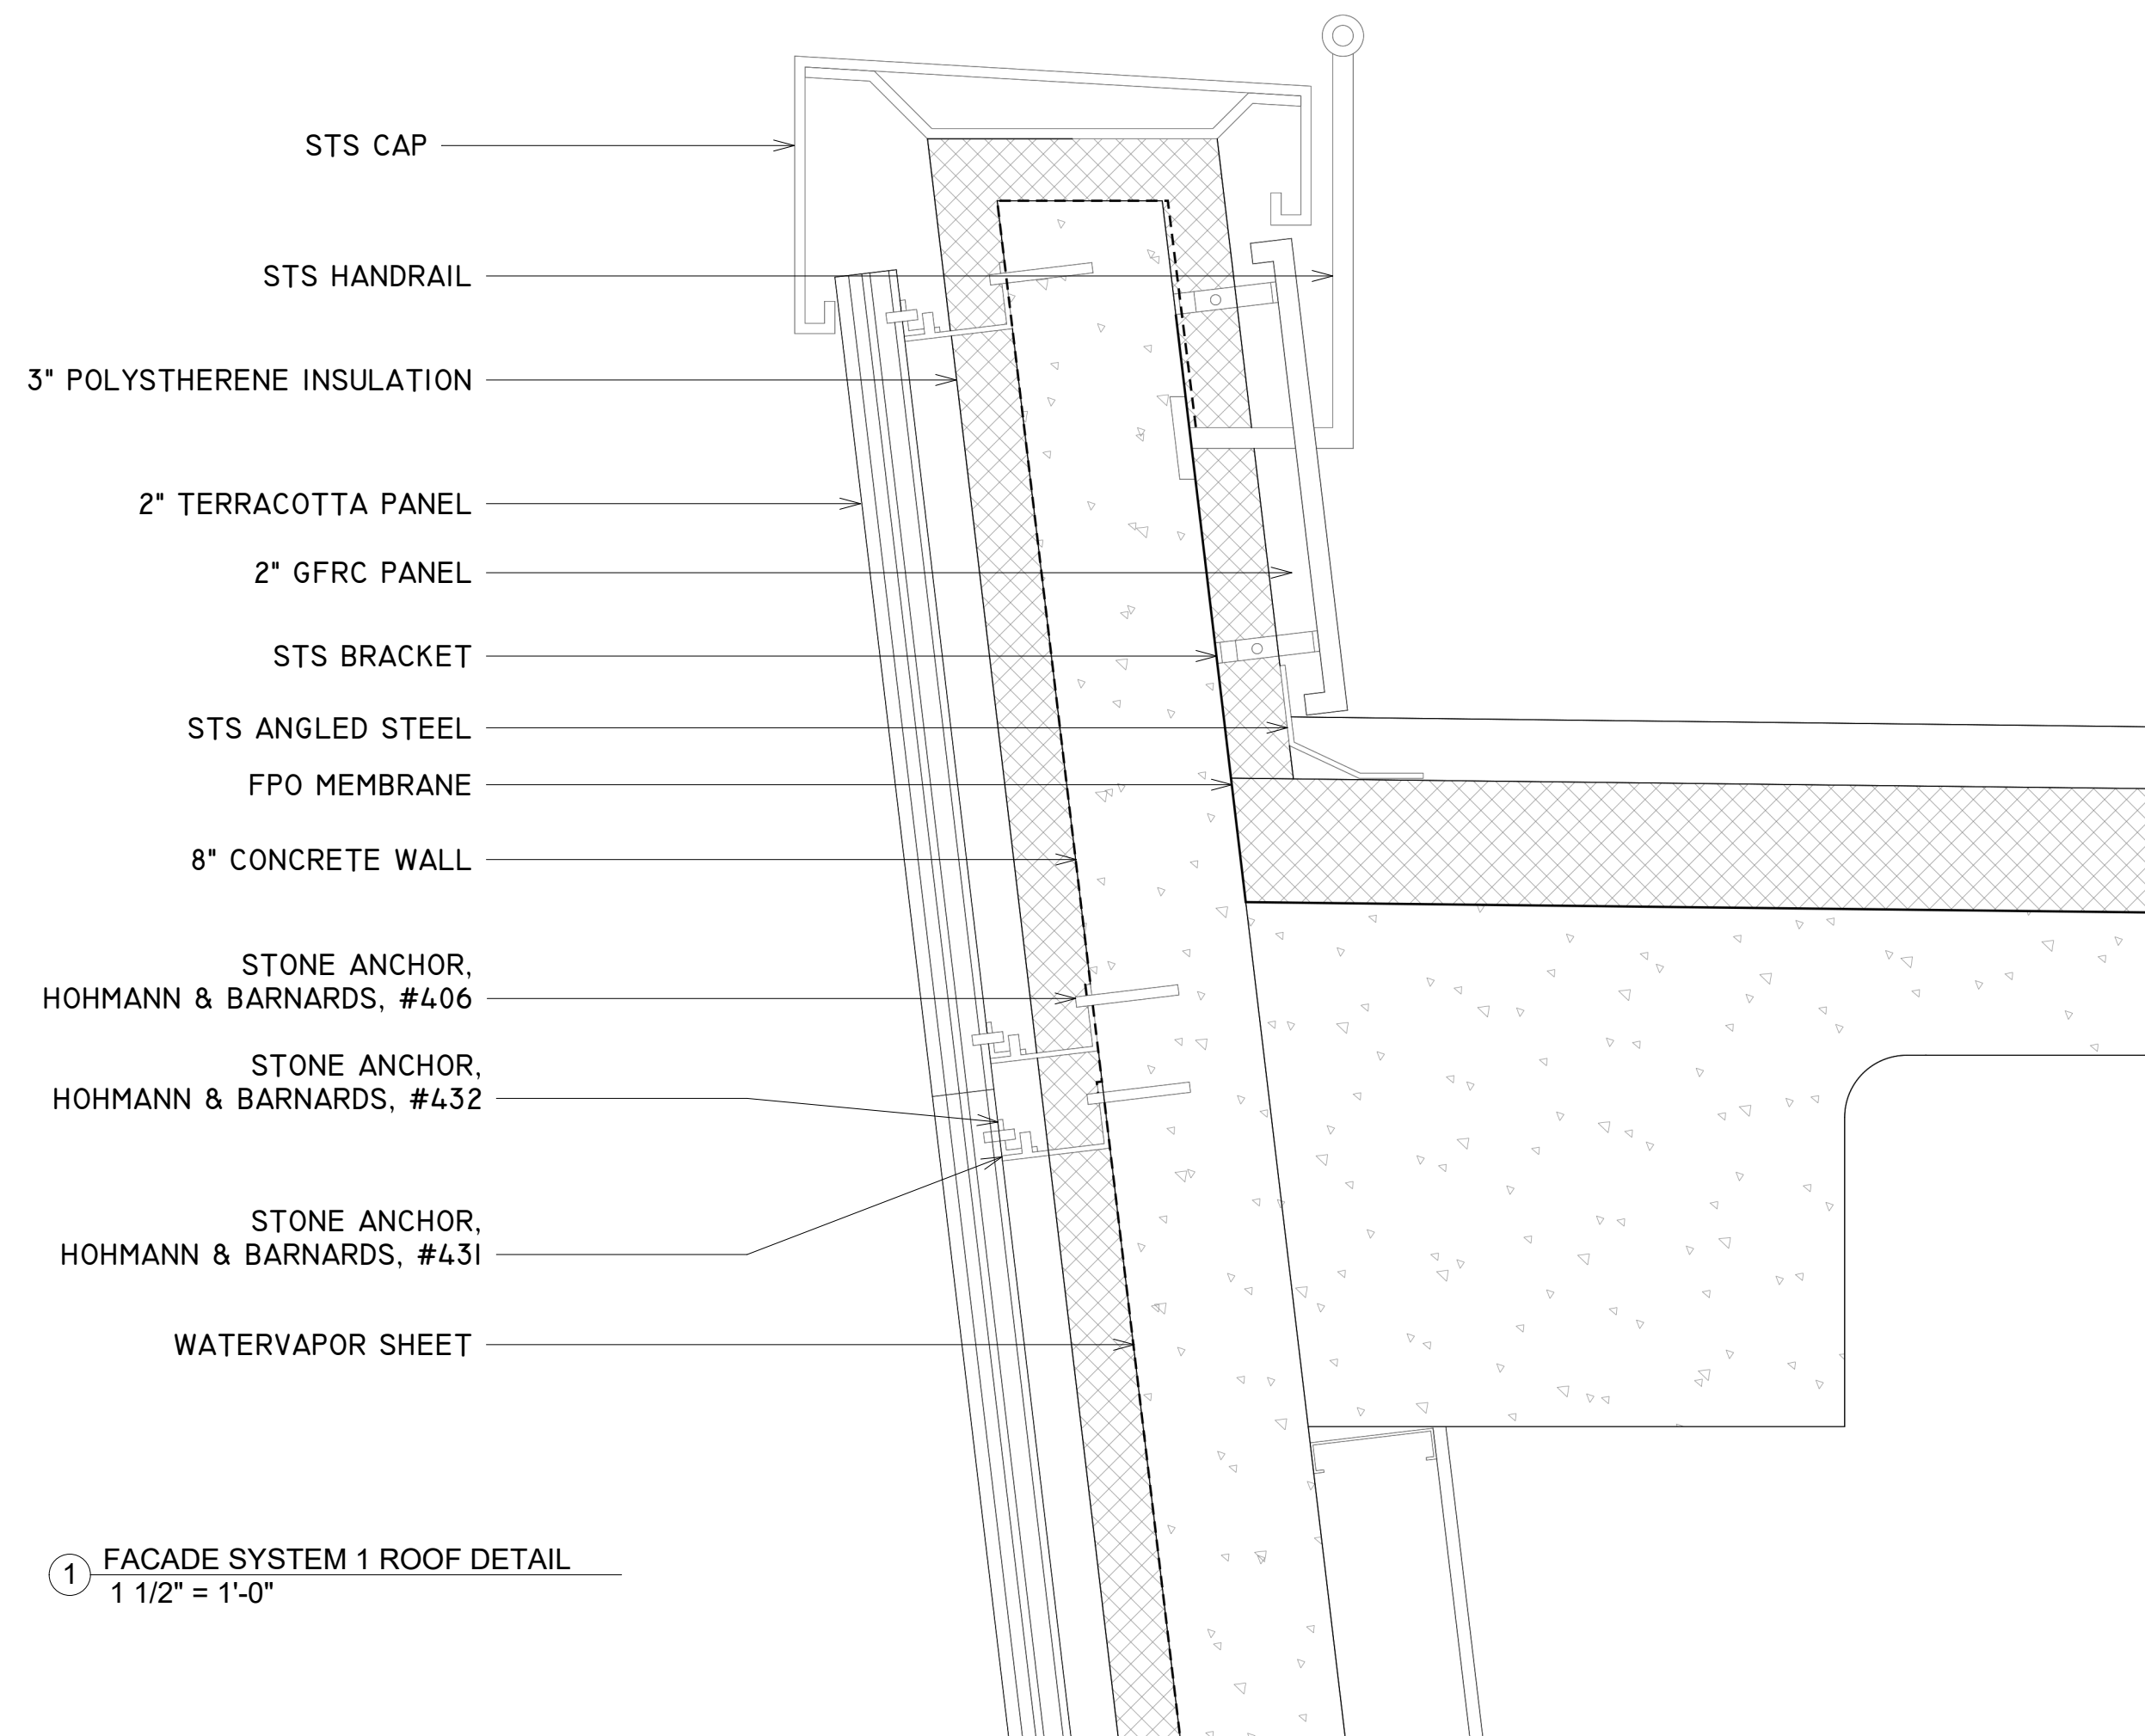 STS CAP
STS HANDRAIL
3" POLYSTHERENE INSULATION
2" TERRACOTTA PANEL
2" GFRC PANEL
STS BRACKET
STS ANGLED STEEL
FPO MEMBRANE
8" CONCRETE WALL
STONE ANCHOR,
HOHMANN & BARNARDS, #406
STONE ANCHOR,
HOHMANN & BARNARDS, #432
STONE ANCHOR,
HOHMANN & BARNARDS, #431
WATERVAPOR SHEET
1 FACADE SYSTEM 1 ROOF DETAIL
1 1/2" = 1'-0"